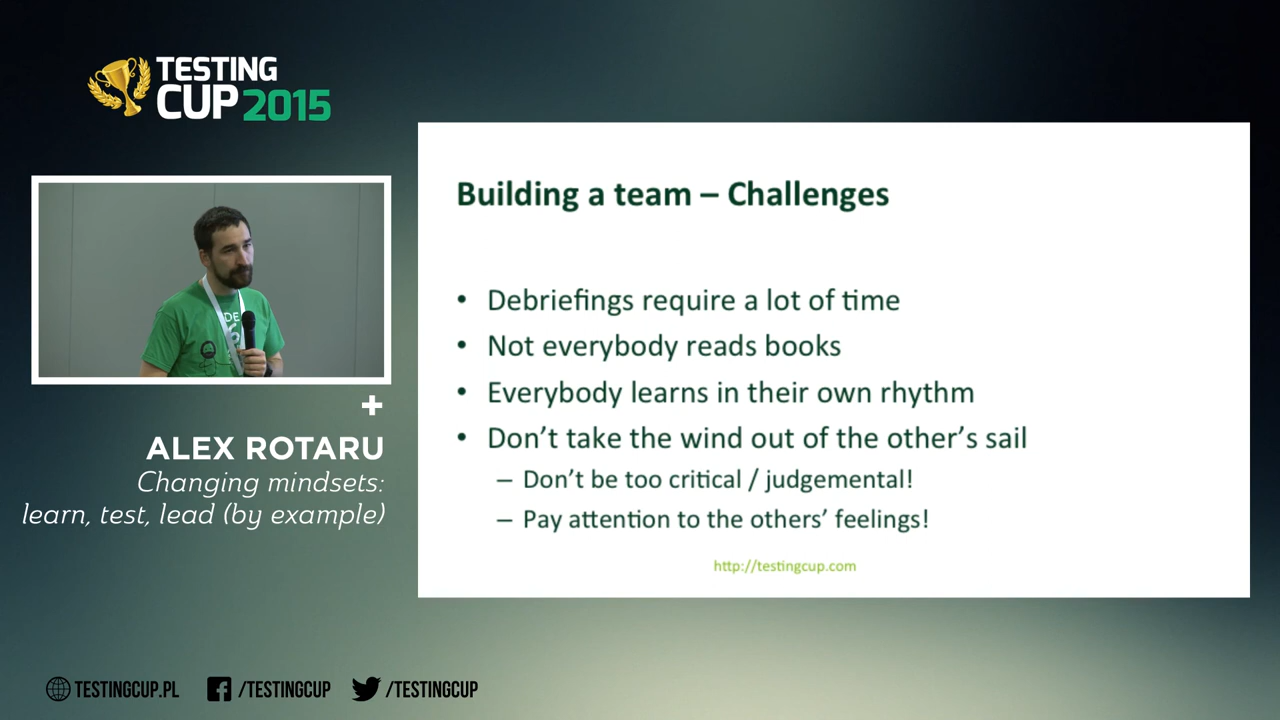 TESTING
CUP 2015
Building a team – Challenges
• Debriefings require a lot of time
• Not everybody reads books
• Everybody learns in their own rhythm
• Don't take the wind out of the other's sail
– Don't be too critical / judgemental!
– Pay attention to the others' feelings!
http://testingcup.com
+
ALEX ROTARU
Changing mindsets:
learn, test, lead (by example)
TESTINGCUP.PL
/TESTINGCUP
/TESTINGCUP